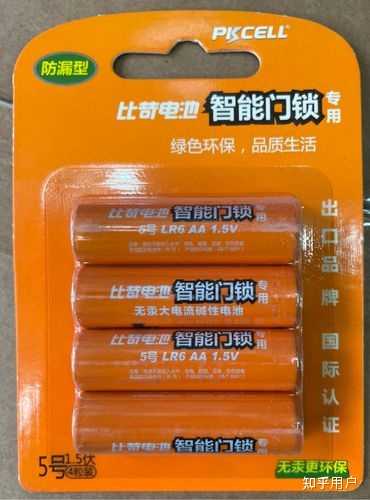 PKCELL
防漏型
比苛电池 智能门锁 专用
绿色环保，品质生活
出口品牌 国际认证
比苛电池 智能门锁 专用
5号 LR6 AA 1.5V
比苛电池 智能门锁 专用
无汞大电流碱性电池
比苛电池 智能门锁 专用
5号 LR6 AA 1.5V
比苛电池 智能门锁 专用
5号 1.5伏
4粒装
无汞更环保
知乎用户